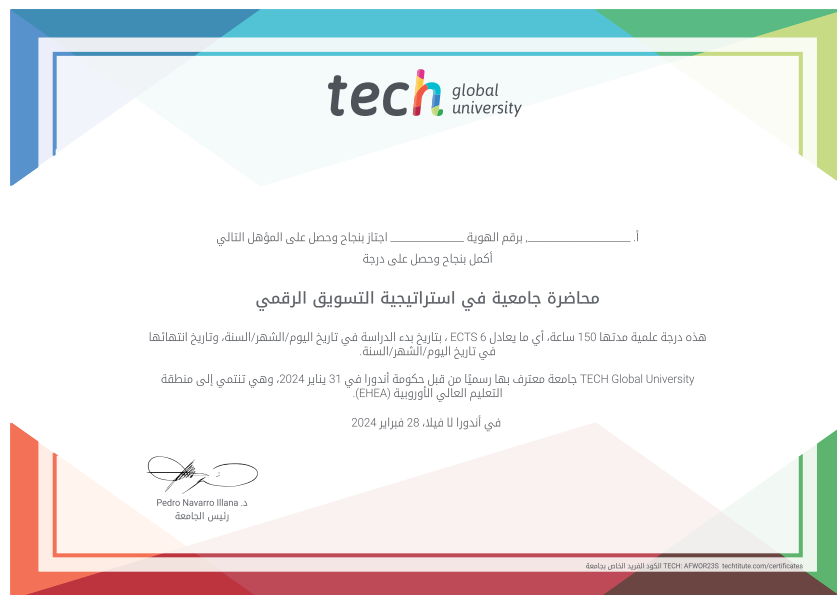 tech global
university
أ. ____________________, برقم الهوية ______________ اجتاز بنجاح وحصل على المؤهل التالي
أكمل بنجاح وحصل على درجة
محاضرة جامعية في استراتيجية التسويق الرقمي
هذه درجة علمية مدتها 150 ساعة، أي ما يعادل 6 ECTS ، بتاريخ بدء الدراسة في تاريخ اليوم/الشهر/السنة، وتاريخ انتهائها
في تاريخ اليوم/الشهر/السنة.
TECH Global University جامعة معترف بها رسميًا من قبل حكومة أندورا في 31 يناير 2024، وهي تنتمي إلى منطقة
التعليم العالي الأوروبية (EHEA).
في أندورا لا فيلا، 28 فبراير 2024
د. Pedro Navarro Illana
رئيس الجامعة
الكود الفريد الخاص بجامعة TECH: AFWOR23S techtitute.com/certificates